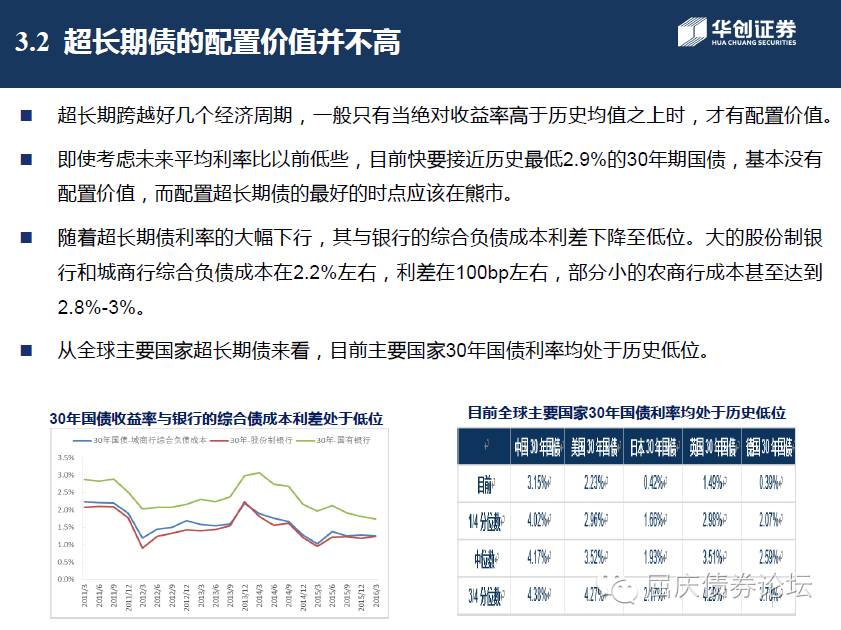 3.2 超长期债的配置价值并不高
华创证券
HUA CHUANG SECURITIES
■ 超长期跨越好几个经济周期，一般只有当绝对收益率高于历史均值之上时，才有配置价值。
■ 即使考虑未来平均利率比以前低些，目前快要接近历史最低2.9%的30年期国债，基本没有
配置价值，而配置超长期债的最好的时点应该在熊市。
■ 随着超长期债利率的大幅下行，其与银行的综合负债成本利差下降至低位。大的股份制银
行和城商行综合负债成本在2.2%左右，利差在100bp左右，部分小的农商行成本甚至达到
2.8%-3%。
■ 从全球主要国家超长期债来看，目前主要国家30年国债利率均处于历史低位。
30年国债收益率与银行的综合债成本利差处于低位
30年国债-城商行综合负债成本 30年-股份制银行 30年-国有银行
3.5%
3.0%
2.5%
2.0%
1.5%
1.0%
0.5%
0.0%
2011/3 2011/6 2011/9 2011/12 2012/3 2012/6 2012/9 2012/12 2013/3 2013/6 2013/9 2013/12 2014/3 2014/6 2014/9 2014/12 2015/3 2015/6 2015/9 2015/12 2016/3
目前全球主要国家30年国债利率均处于历史低位
中国30年国债 美国30年国债 日本30年国债 英国30年国债 德国30年国债
目前 3.15% 2.23% 0.42% 1.49% 0.38%
1/4分位数 4.02% 2.96% 1.66% 2.98% 2.07%
中位数 4.17% 3.52% 1.93% 3.51% 2.59%
3/4分位数 4.38% 4.27%
屈庆债券论坛